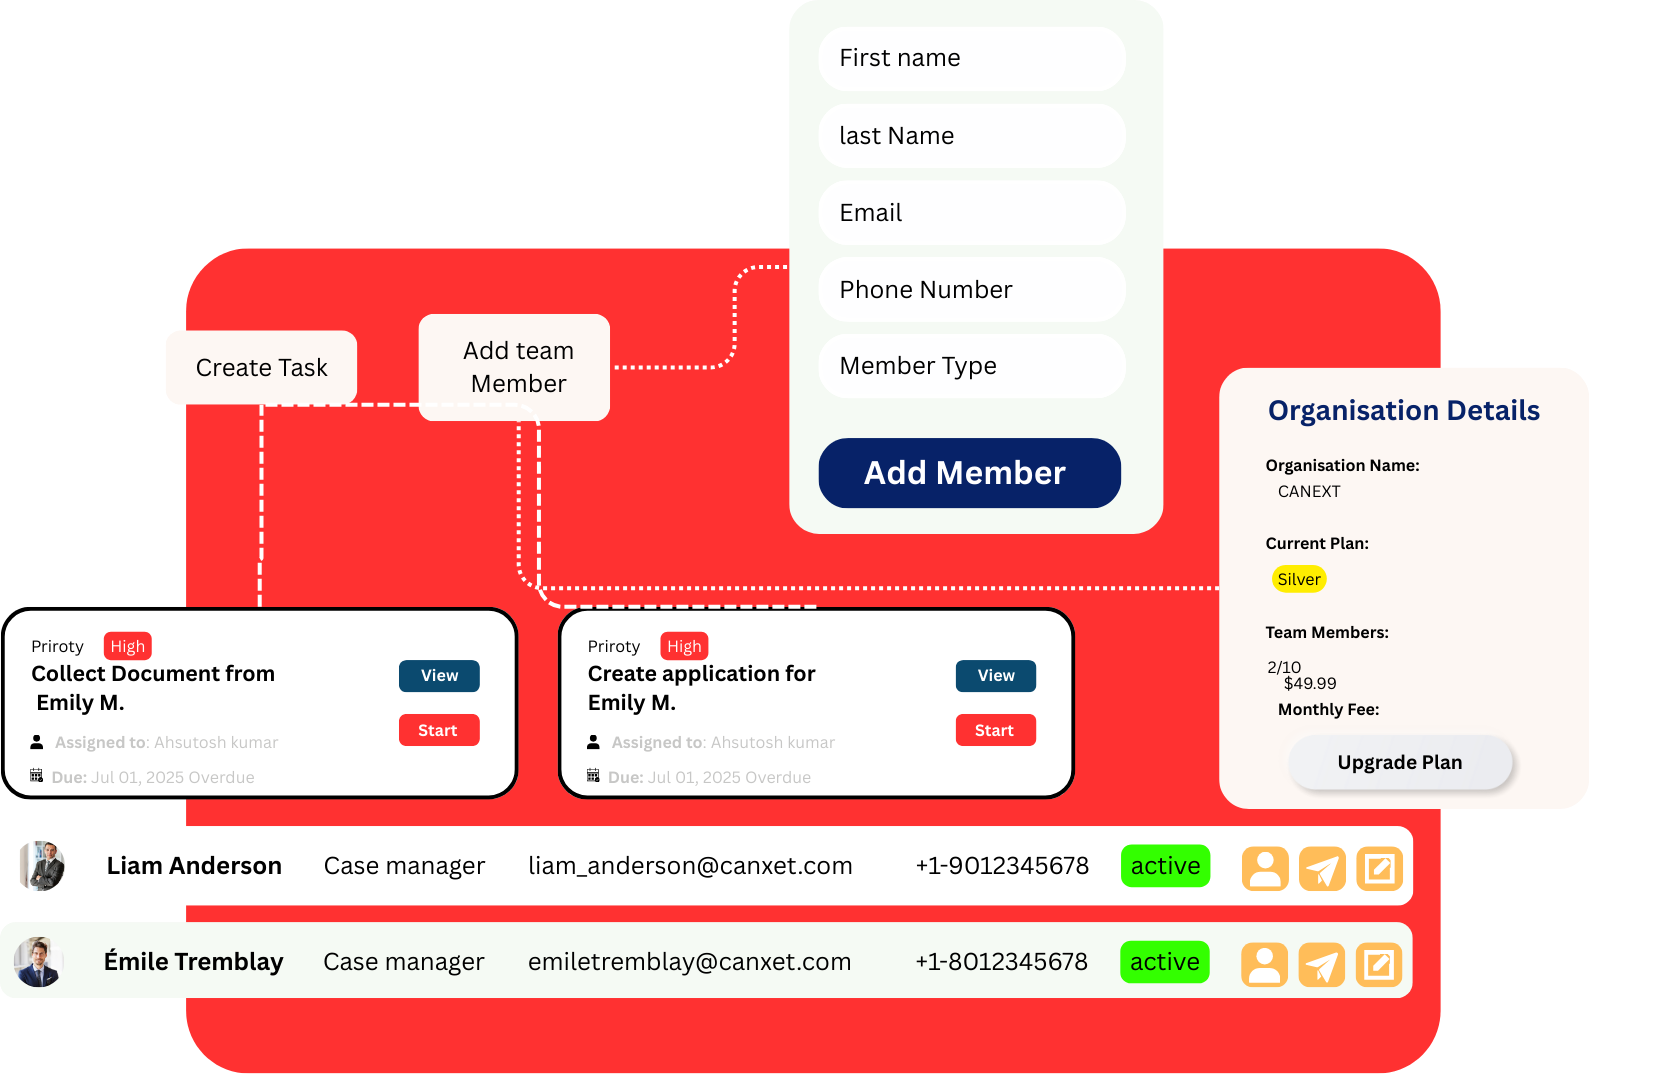 First name
last Name
Email
Phone Number
Member Type
Add Member
Create Task
Add team
Member
Organisation Details
Organisation Name:
CANEXT
Current Plan:
Silver
Team Members:
2/10
$49.99
Monthly Fee:
Upgrade Plan
Priroty High
Collect Document from
Emily M.
View
Start
Assigned to: Ahsutosh kumar
Due: Jul 01, 2025 Overdue
Priroty High
Create application for
Emily M.
View
Start
Assigned to: Ahsutosh kumar
Due: Jul 01, 2025 Overdue
Liam Anderson Case manager liam_anderson@canxet.com +1-9012345678 active
Émile Tremblay Case manager emiletremblay@canxet.com +1-8012345678 active